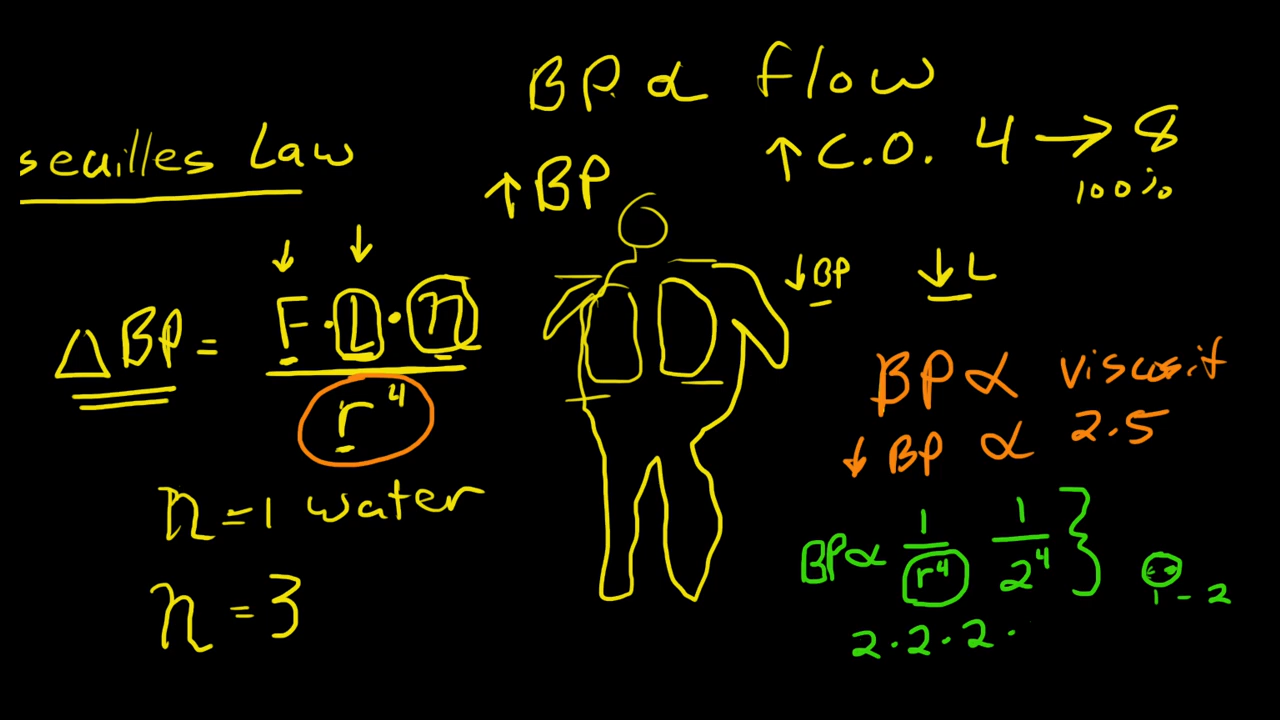 BP ∝ flow
seuilles Law
↑ C.O. 4 → 8
100%
↑ BP
↓ ↓
↓ BP ↓ L
△BP = F · L · η
r⁴
BP ∝ viscosit
↓ BP ∝ 2.5
η = 1 water
BP ∝ 1/r⁴ 1/2⁴ }
1 - 2
η = 3
2 · 2 · 2 ·